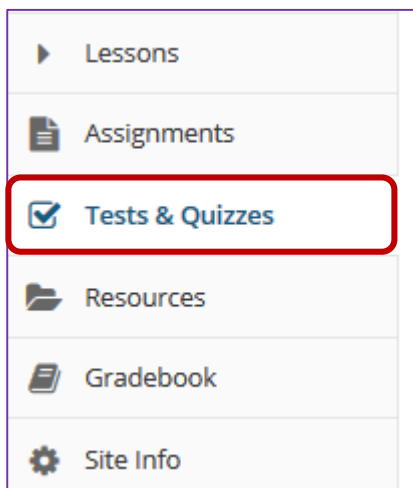 Lessons
Assignments
Tests & Quizzes
Resources
Gradebook
Site Info